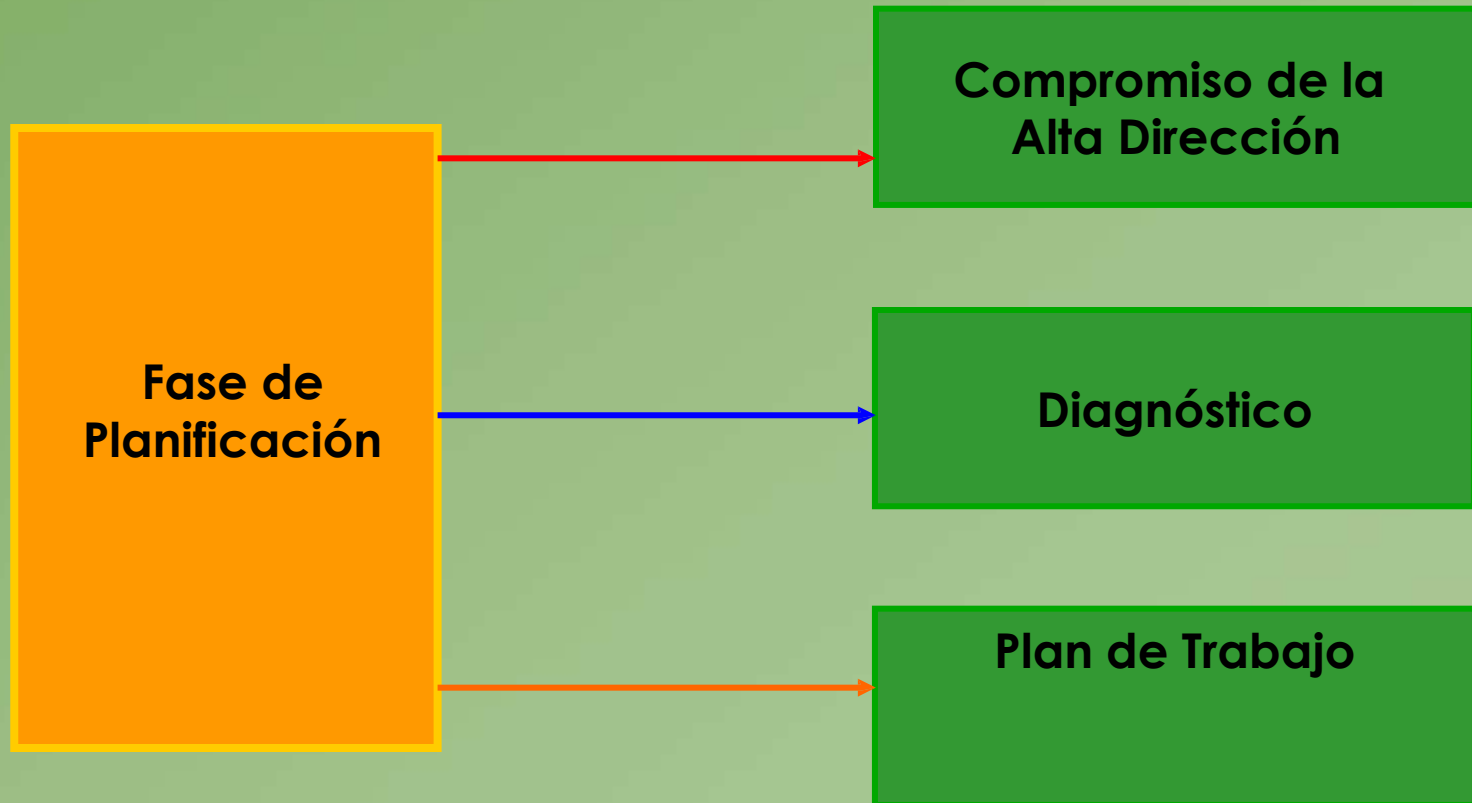 Compromiso de la
Alta Dirección
Fase de
Planificación
Diagnóstico
Plan de Trabajo